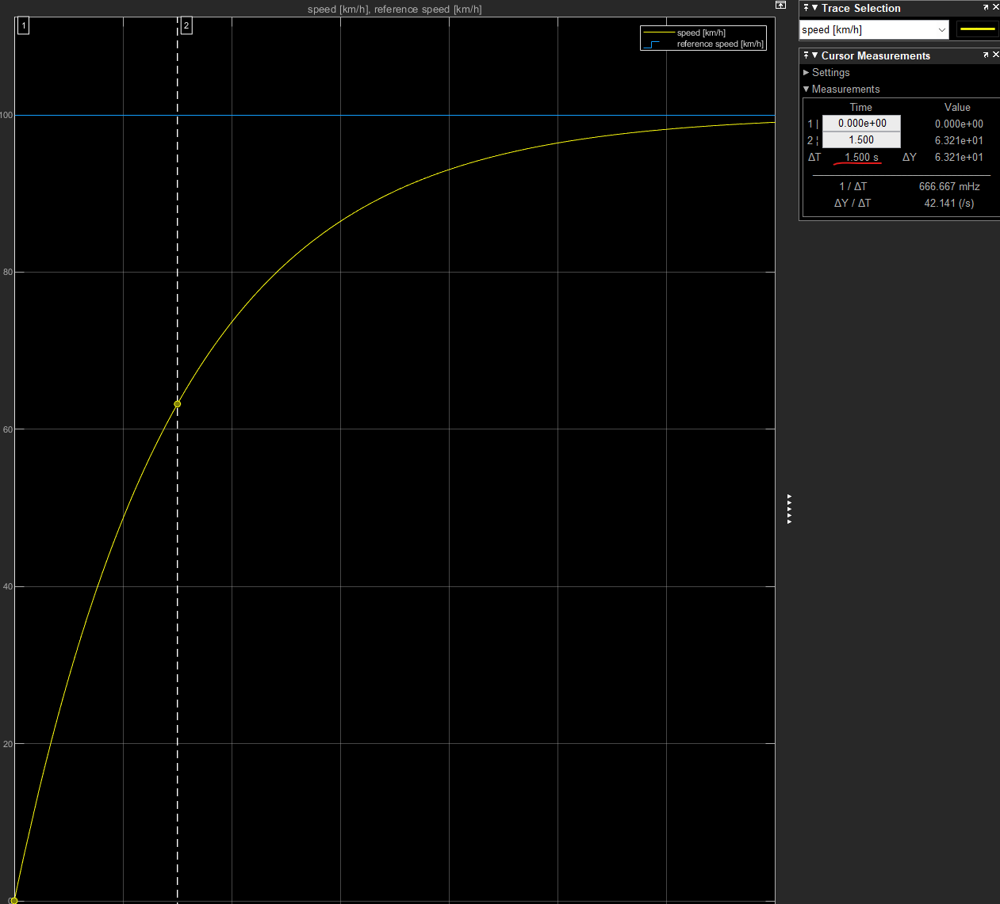 speed [km/h], reference speed [km/h]
1
2
speed [km/h]
reference speed [km/h]
100
80
60
40
20
0
Trace Selection
speed [km/h]
Cursor Measurements
Settings
Measurements
Time Value
1 | 0.000e+00 0.000e+00
2 ¦ 1.500 6.321e+01
ΔT 1.500 s ΔY 6.321e+01
1 / ΔT 666.667 mHz
ΔY / ΔT 42.141 (/s)